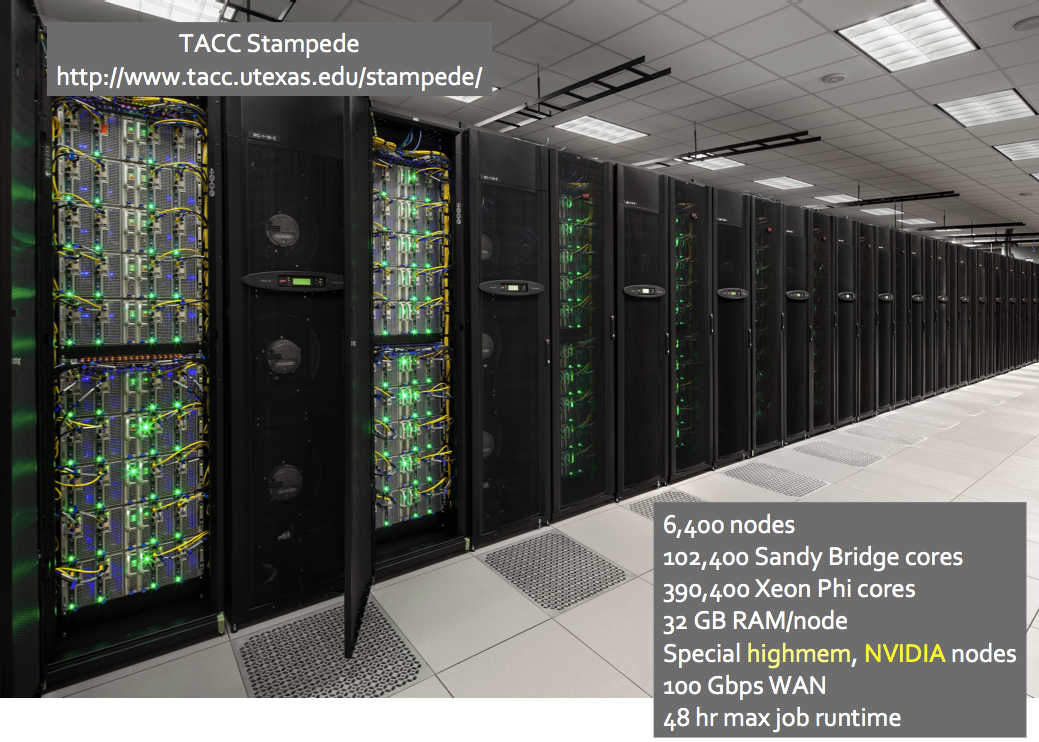 TACC Stampede
http://www.tacc.utexas.edu/stampede/
6,400 nodes
102,400 Sandy Bridge cores
390,400 Xeon Phi cores
32 GB RAM/node
Special highmem, NVIDIA nodes
100 Gbps WAN
48 hr max job runtime